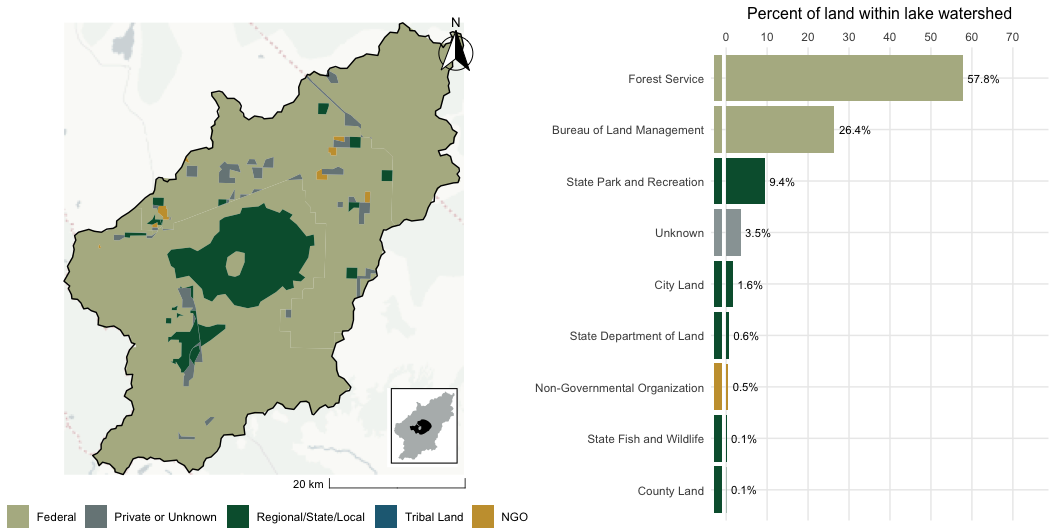 N
20 km
Federal
Private or Unknown
Regional/State/Local
Tribal Land
NGO
Percent of land within lake watershed
0 10 20 30 40 50 60 70
Forest Service 57.8%
Bureau of Land Management 26.4%
State Park and Recreation 9.4%
Unknown 3.5%
City Land 1.6%
State Department of Land 0.6%
Non-Governmental Organization 0.5%
State Fish and Wildlife 0.1%
County Land 0.1%